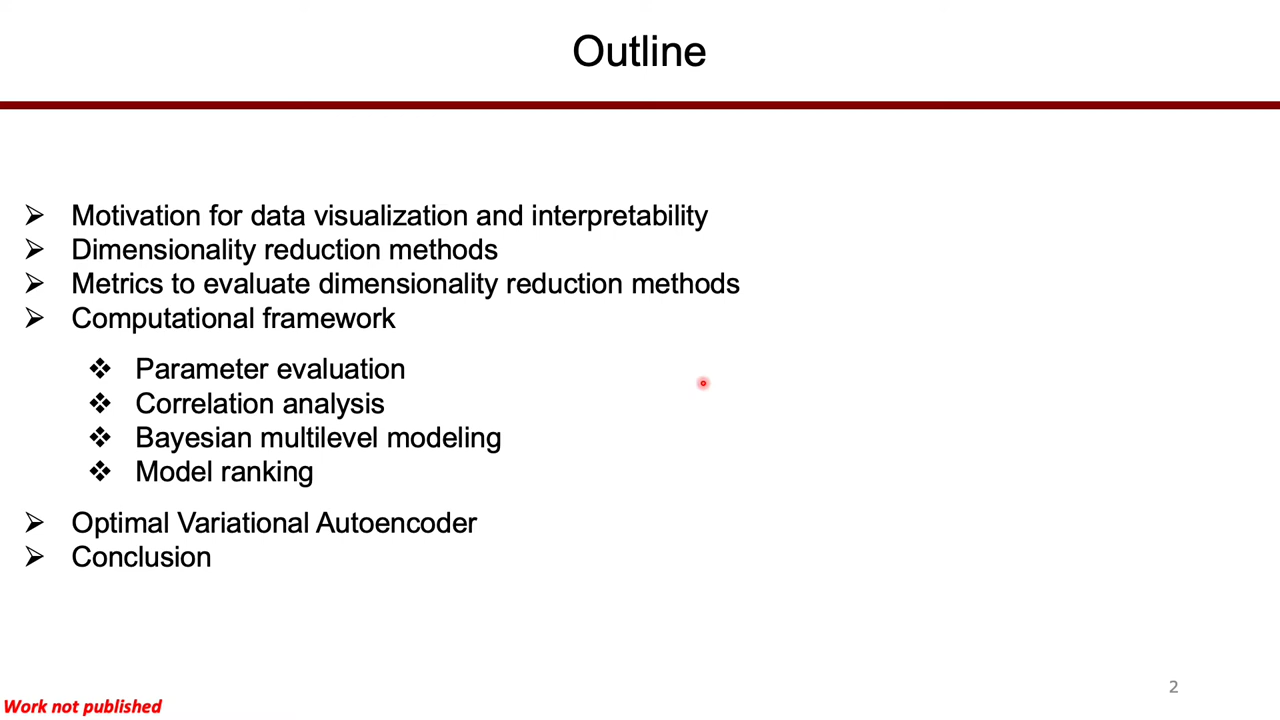 Outline
➢ Motivation for data visualization and interpretability
➢ Dimensionality reduction methods
➢ Metrics to evaluate dimensionality reduction methods
➢ Computational framework
❖ Parameter evaluation
❖ Correlation analysis
❖ Bayesian multilevel modeling
❖ Model ranking
➢ Optimal Variational Autoencoder
➢ Conclusion
2
Work not published